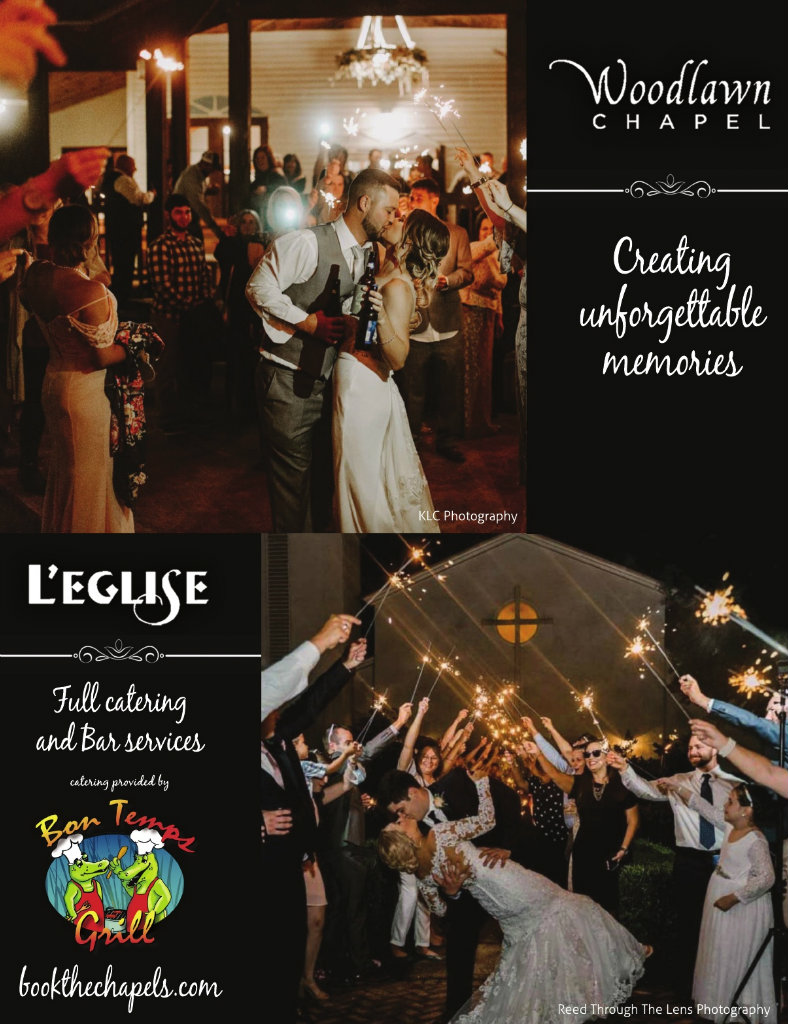 Woodlawn
CHAPEL
Creating
unforgettable
memories
KLC Photography
L'EGLISE
Full catering
and Bar services
catering provided by
Bon Temps
Grill
bookthechapels.com
Reed Through The Lens Photography